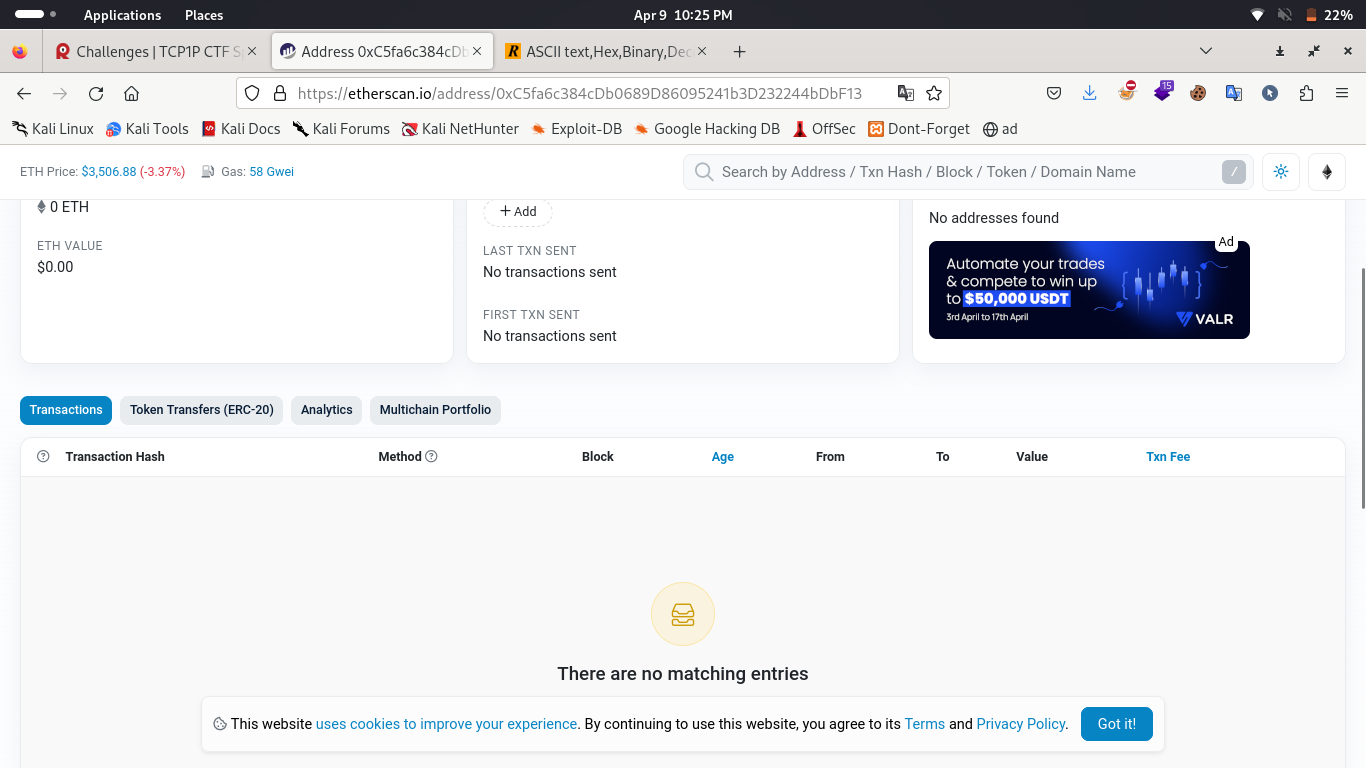 Applications Places Apr 9 10:25 PM 22%
Challenges | TCP1P CTF Address 0xC5fa6c384cDb ASCII text,Hex,Binary,Dec
https://etherscan.io/address/0xC5fa6c384cDb0689D86095241b3D232244bDbF13 15
Kali Linux Kali Tools Kali Docs Kali Forums Kali NetHunter Exploit-DB Google Hacking DB OffSec Dont-Forget ad
ETH Price: $3,506.88 (-3.37%) Gas: 58 Gwei Search by Address / Txn Hash / Block / Token / Domain Name /
0 ETH
ETH VALUE
$0.00
+ Add
LAST TXN SENT
No transactions sent
FIRST TXN SENT
No transactions sent
No addresses found
Ad
Automate your trades
& compete to win up
to $50,000 USDT
3rd April to 17th April
VALR
Transactions Token Transfers (ERC-20) Analytics Multichain Portfolio
Transaction Hash Method Block Age From To Value Txn Fee
There are no matching entries
This website uses cookies to improve your experience. By continuing to use this website, you agree to its Terms and Privacy Policy. Got it!